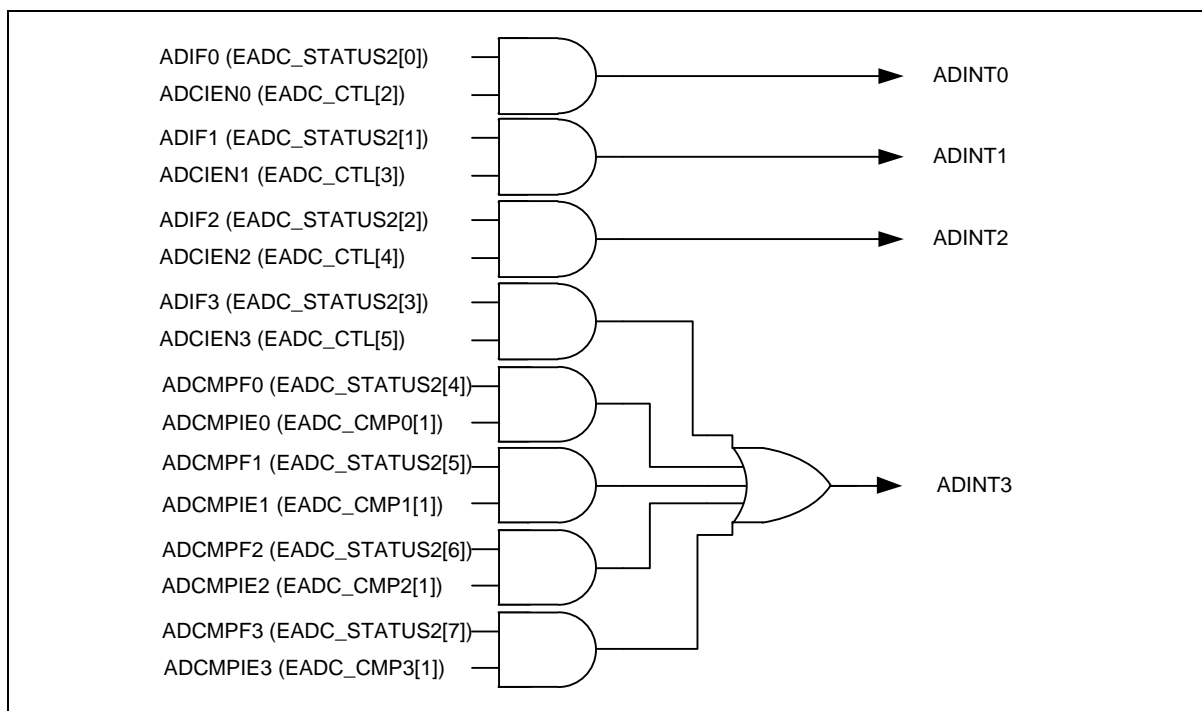 ADIF0 (EADC_STATUS2[0])
ADCIEN0 (EADC_CTL[2])
ADINT0
ADIF1 (EADC_STATUS2[1])
ADCIEN1 (EADC_CTL[3])
ADINT1
ADIF2 (EADC_STATUS2[2])
ADCIEN2 (EADC_CTL[4])
ADINT2
ADIF3 (EADC_STATUS2[3])
ADCIEN3 (EADC_CTL[5])
ADCMPF0 (EADC_STATUS2[4])
ADCMPIE0 (EADC_CMP0[1])
ADCMPF1 (EADC_STATUS2[5])
ADCMPIE1 (EADC_CMP1[1])
ADINT3
ADCMPF2 (EADC_STATUS2[6])
ADCMPIE2 (EADC_CMP2[1])
ADCMPF3 (EADC_STATUS2[7])
ADCMPIE3 (EADC_CMP3[1])